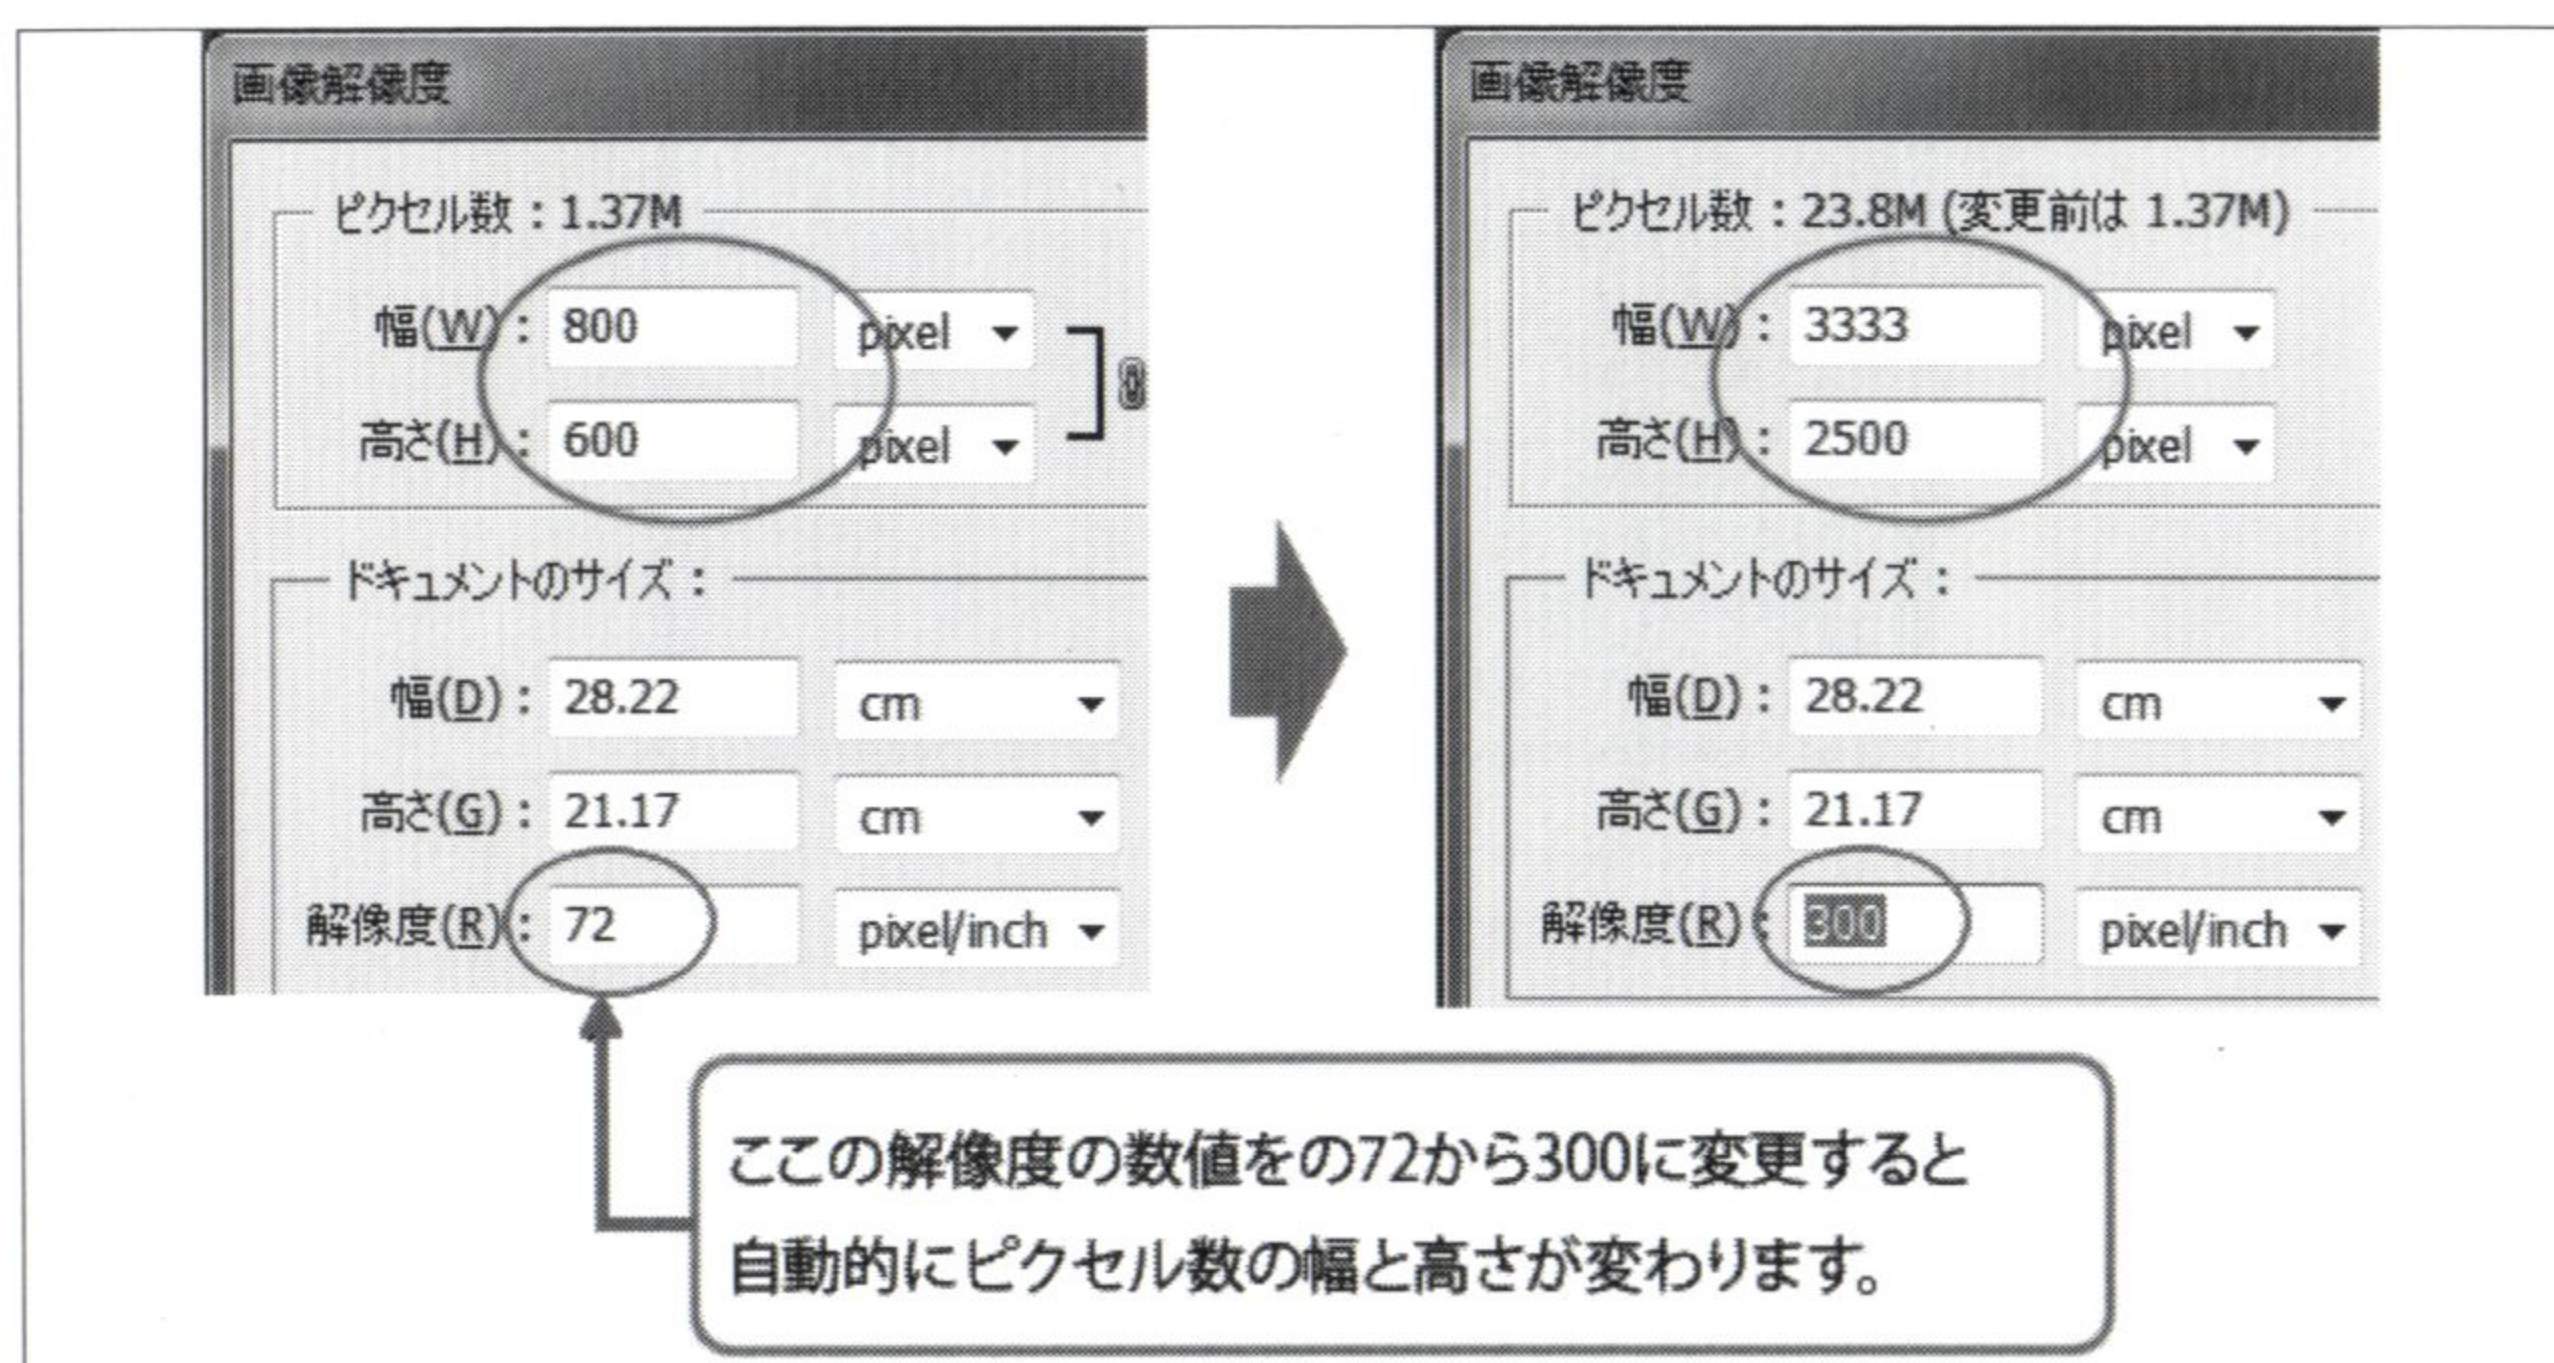 画像解像度
ピクセル数：1.37M
幅(W)： 800 pixel
高さ(H)： 600 pixel
ドキュメントのサイズ：
幅(D)： 28.22 cm
高さ(G)： 21.17 cm
解像度(R)： 72 pixel/inch
画像解像度
ピクセル数：23.8M (変更前は 1.37M)
幅(W)： 3333 pixel
高さ(H)： 2500 pixel
ドキュメントのサイズ：
幅(D)： 28.22 cm
高さ(G)： 21.17 cm
解像度(R)： 300 pixel/inch
ここの解像度の数値をの72から300に変更すると
自動的にピクセル数の幅と高さが変わります。